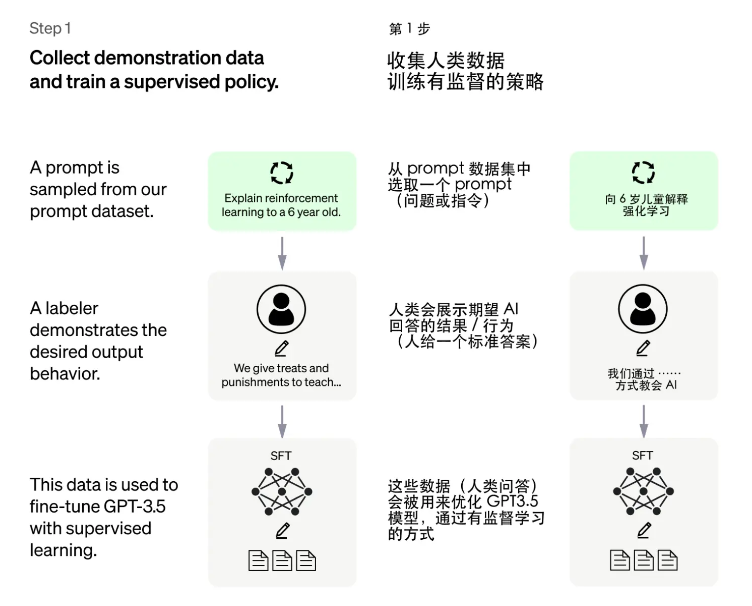 Step 1
Collect demonstration data
and train a supervised policy.
第 1 步
收集人类数据
训练有监督的策略
A prompt is
sampled from our
prompt dataset.
Explain reinforcement
learning to a 6 year old.
从 prompt 数据集中
选取一个 prompt
（问题或指令）
向 6 岁儿童解释
强化学习
A labeler
demonstrates the
desired output
behavior.
We give treats and
punishments to teach...
人类会展示期望 AI
回答的结果 / 行为
（人给一个标准答案）
我们通过 ……
方式教会 AI
This data is used to
fine-tune GPT-3.5
with supervised
learning.
SFT
这些数据（人类问答）
会被用来优化 GPT3.5
模型，通过有监督学习
的方式
SFT